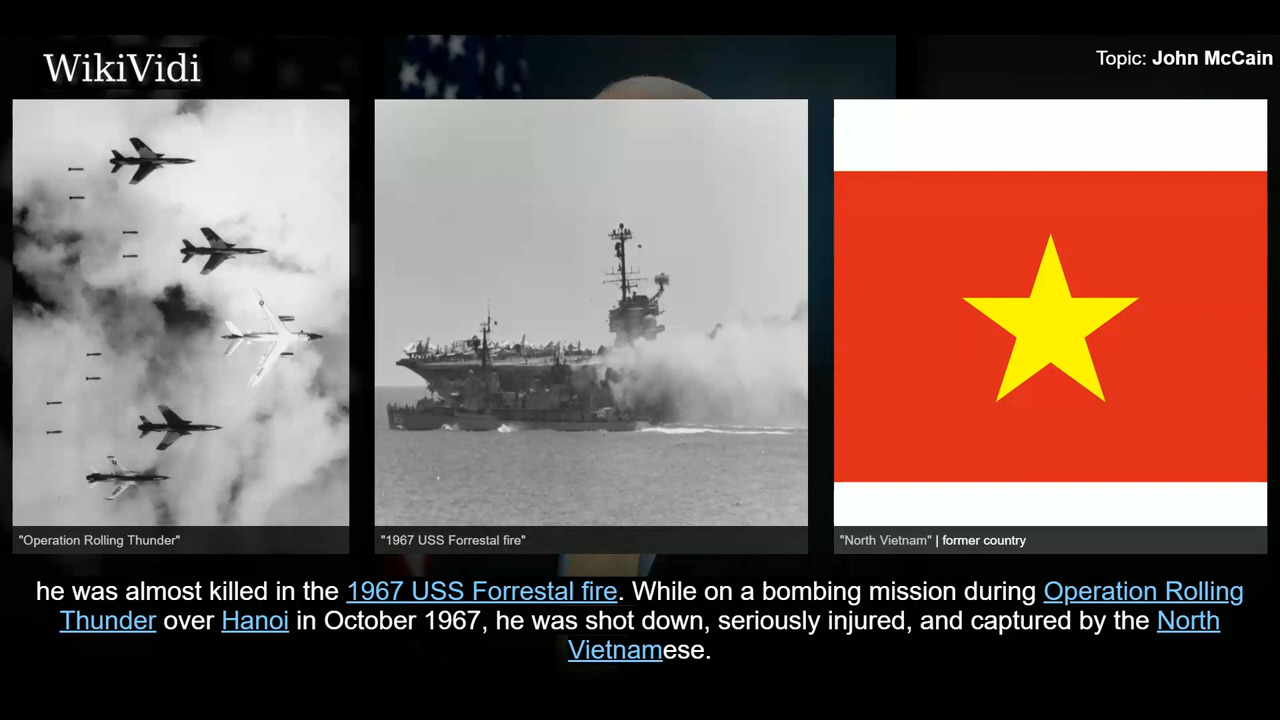 WikiVidi
Topic: John McCain
"Operation Rolling Thunder"
"1967 USS Forrestal fire"
"North Vietnam" | former country
he was almost killed in the 1967 USS Forrestal fire. While on a bombing mission during Operation Rolling
Thunder over Hanoi in October 1967, he was shot down, seriously injured, and captured by the North
Vietnamese.